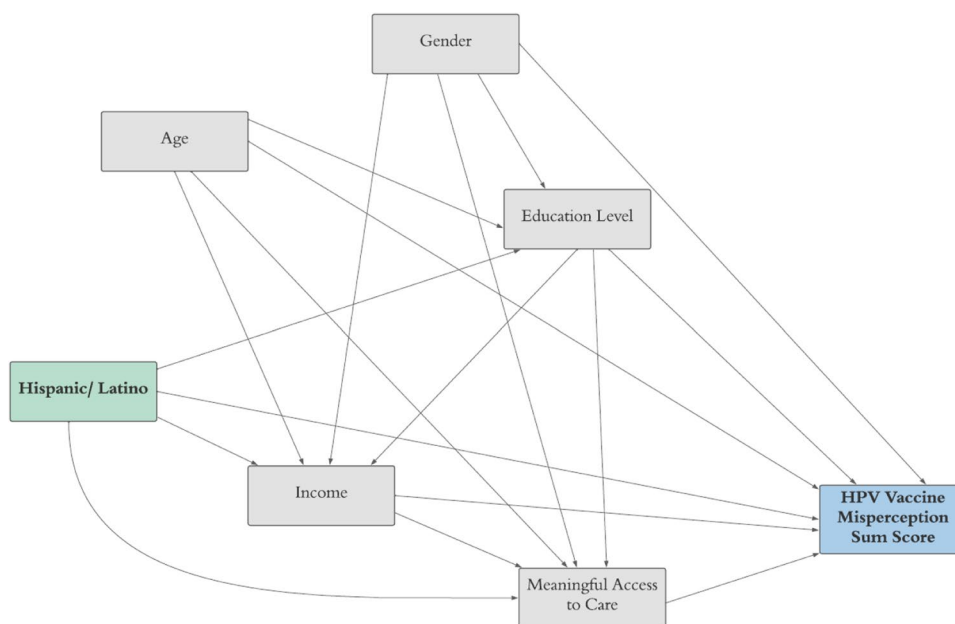 Gender
Age
Education Level
Hispanic/ Latino
Income
HPV Vaccine
Misperception
Sum Score
Meaningful Access
to Care